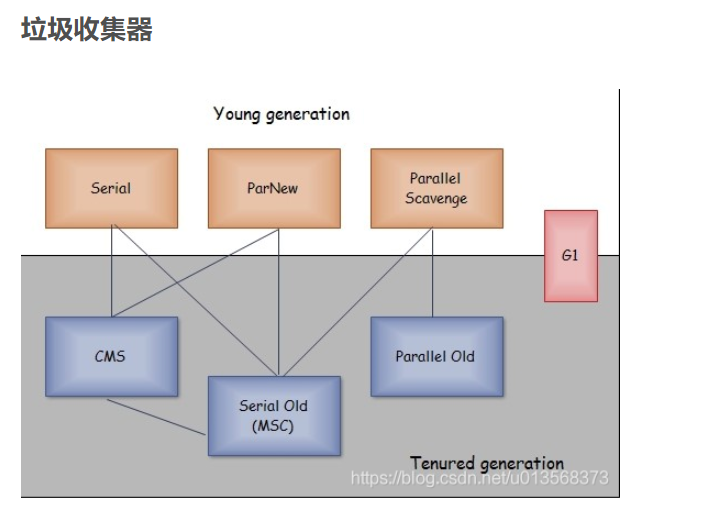 垃圾收集器
Young generation
Serial
ParNew
Parallel
Scavenge
G1
CMS
Serial Old
(MSC)
Parallel Old
Tenured generation
https://blog.csdn.net/u013568373